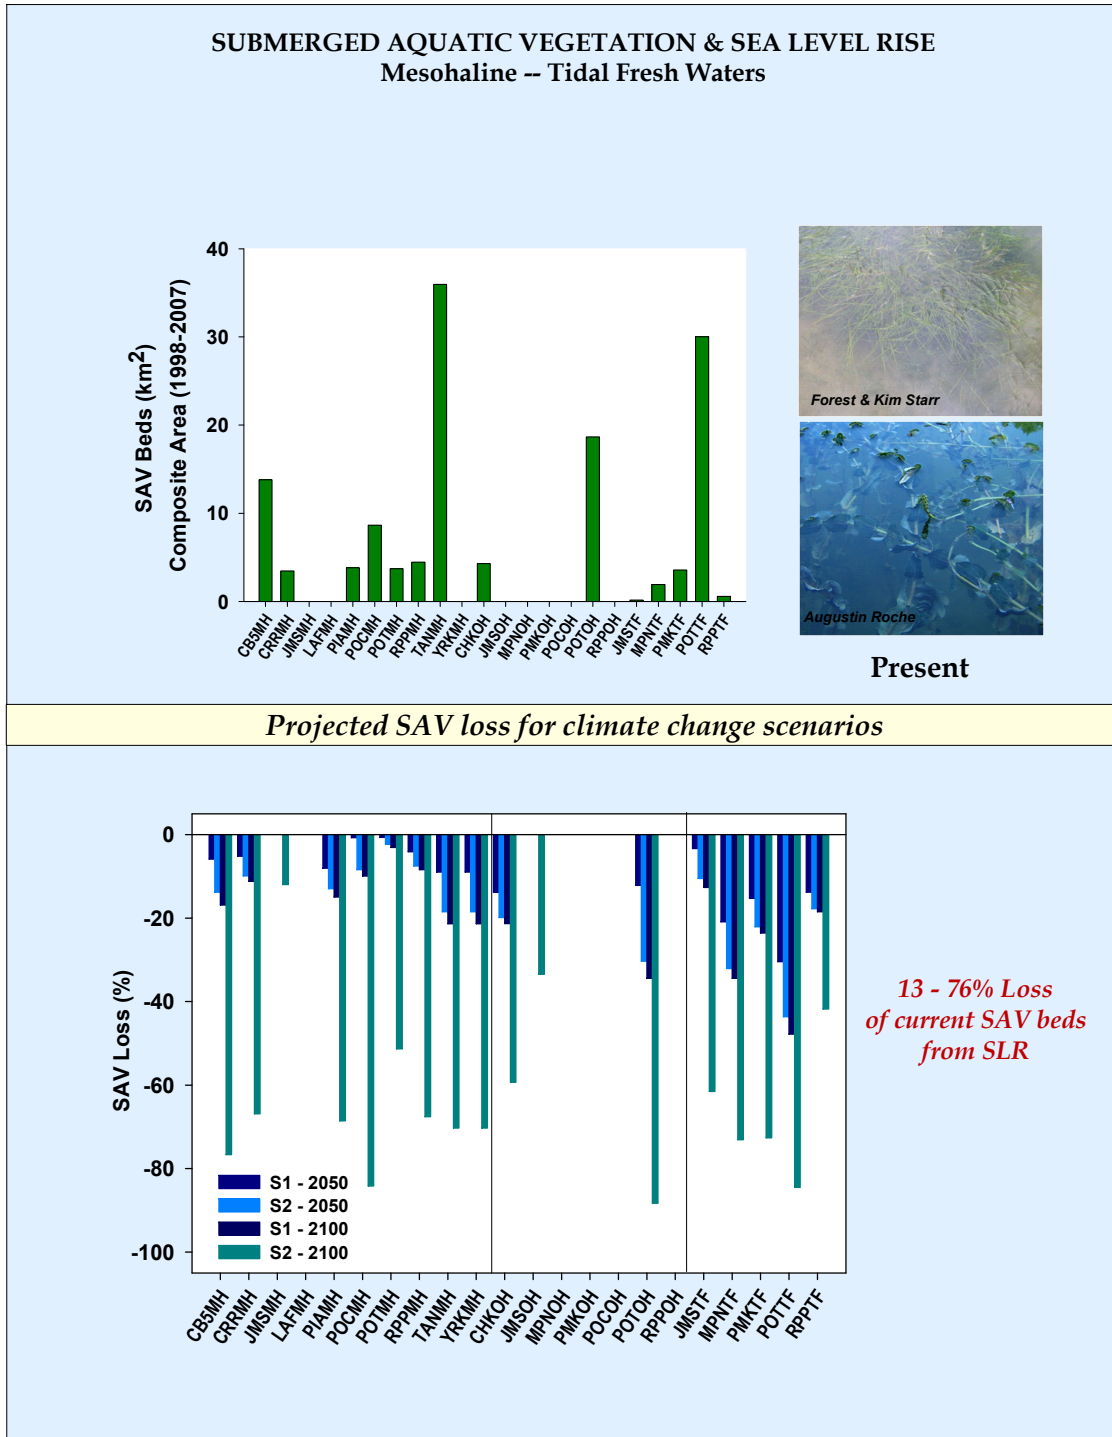 SUBMERGED AQUATIC VEGETATION & SEA LEVEL RISE
Mesohaline -- Tidal Fresh Waters
SAV Beds (km²)
Composite Area (1998-2007)
40
30
20
10
0
CB5MH
CRRMH
JMSMH
LAFMH
PIAMH
POCMH
POTMH
RPPMH
TANMH
YRKMH
CHKOH
JMSOH
MPNOH
PMKOH
POCOH
POTOH
RPPOH
JMSTF
MPNTF
PMKTF
POTTF
RPPTF
Forest & Kim Starr
Augustin Roche
Present
Projected SAV loss for climate change scenarios
SAV Loss (%)
0
-20
-40
-60
-80
-100
S1 - 2050
S2 - 2050
S1 - 2100
S2 - 2100
CB5MH
CRRMH
JMSMH
LAFMH
PIAMH
POCMH
POTMH
RPPMH
TANMH
YRKMH
CHKOH
JMSOH
MPNOH
PMKOH
POCOH
POTOH
RPPOH
JMSTF
MPNTF
PMKTF
POTTF
RPPTF
13 - 76% Loss
of current SAV beds
from SLR